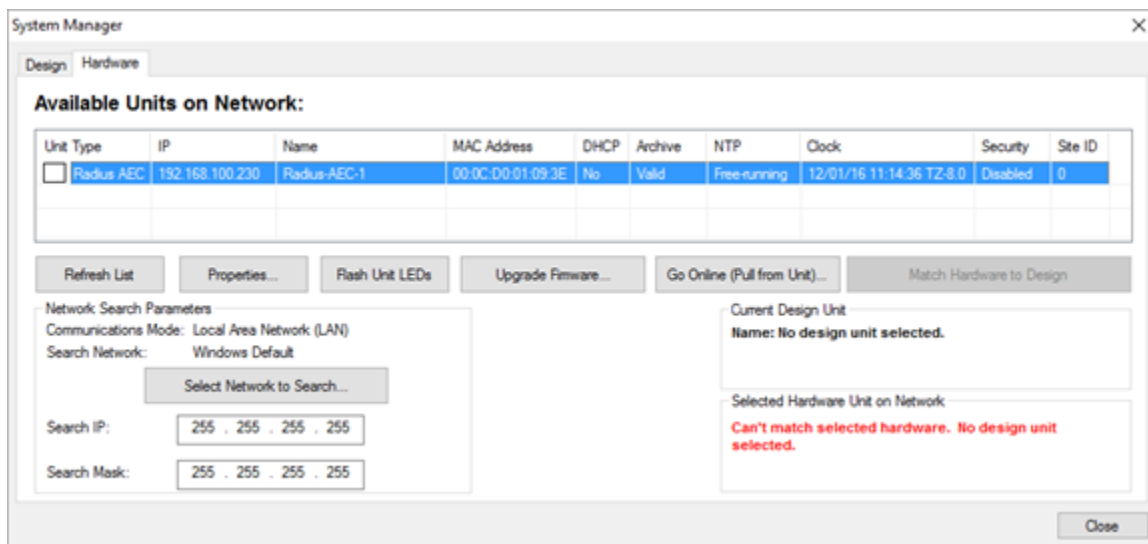 System Manager
Design Hardware
Available Units on Network:
Unit Type IP Name MAC Address DHCP Archive NTP Clock Security Site ID
Radius AEC 192.168.100.230 Radius-AEC-1 00:0C:D0:01:09:3E No Valid Free-running 12/01/16 11:14:36 TZ-8.0 Disabled 0
Refresh List Properties... Flash Unit LEDs Upgrade Firmware... Go Online (Pull from Unit)... Match Hardware to Design
Network Search Parameters
Communications Mode: Local Area Network (LAN)
Search Network: Windows Default
Select Network to Search...
Search IP: 255 . 255 . 255 . 255
Search Mask: 255 . 255 . 255 . 255
Current Design Unit
Name: No design unit selected.
Selected Hardware Unit on Network
Can't match selected hardware. No design unit
selected.
Close